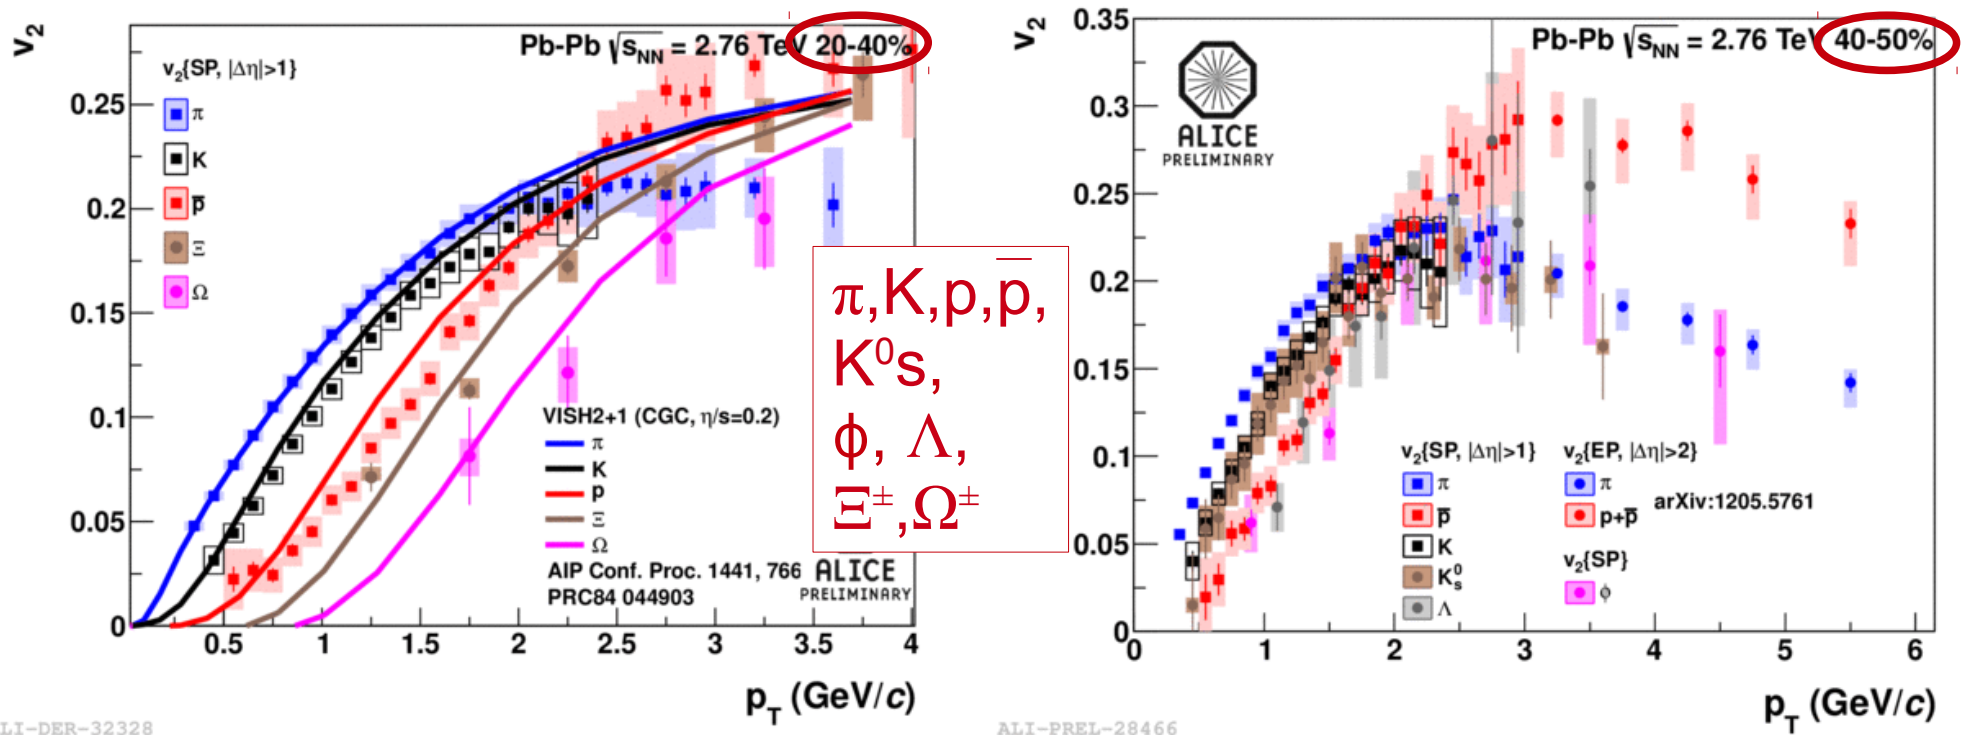 v₂
Pb-Pb √sNN = 2.76 TeV 20-40%
v₂{SP, |Δη|>1}
π
K
p̅
Ξ
Ω
0.25
0.2
0.15
0.1
0.05
0
VISH2+1 (CGC, η/s=0.2)
π
K
p
Ξ
Ω
AIP Conf. Proc. 1441, 766
PRC84 044903
ALICE
PRELIMINARY
0.5 1 1.5 2 2.5 3 3.5 4
p_T (GeV/c)
LI-DER-32328
π,K,p,p̅,
K⁰s,
ϕ, Λ,
Ξ±,Ω±
v₂
Pb-Pb √sNN = 2.76 TeV 40-50%
ALICE
PRELIMINARY
0.35
0.3
0.25
0.2
0.15
0.1
0.05
0
v₂{SP, |Δη|>1}
π
p̅
K
K⁰s
Λ
v₂{EP, |Δη|>2}
π
p+p̅
arXiv:1205.5761
v₂{SP}
ϕ
0 1 2 3 4 5 6
p_T (GeV/c)
ALI-PREL-28466